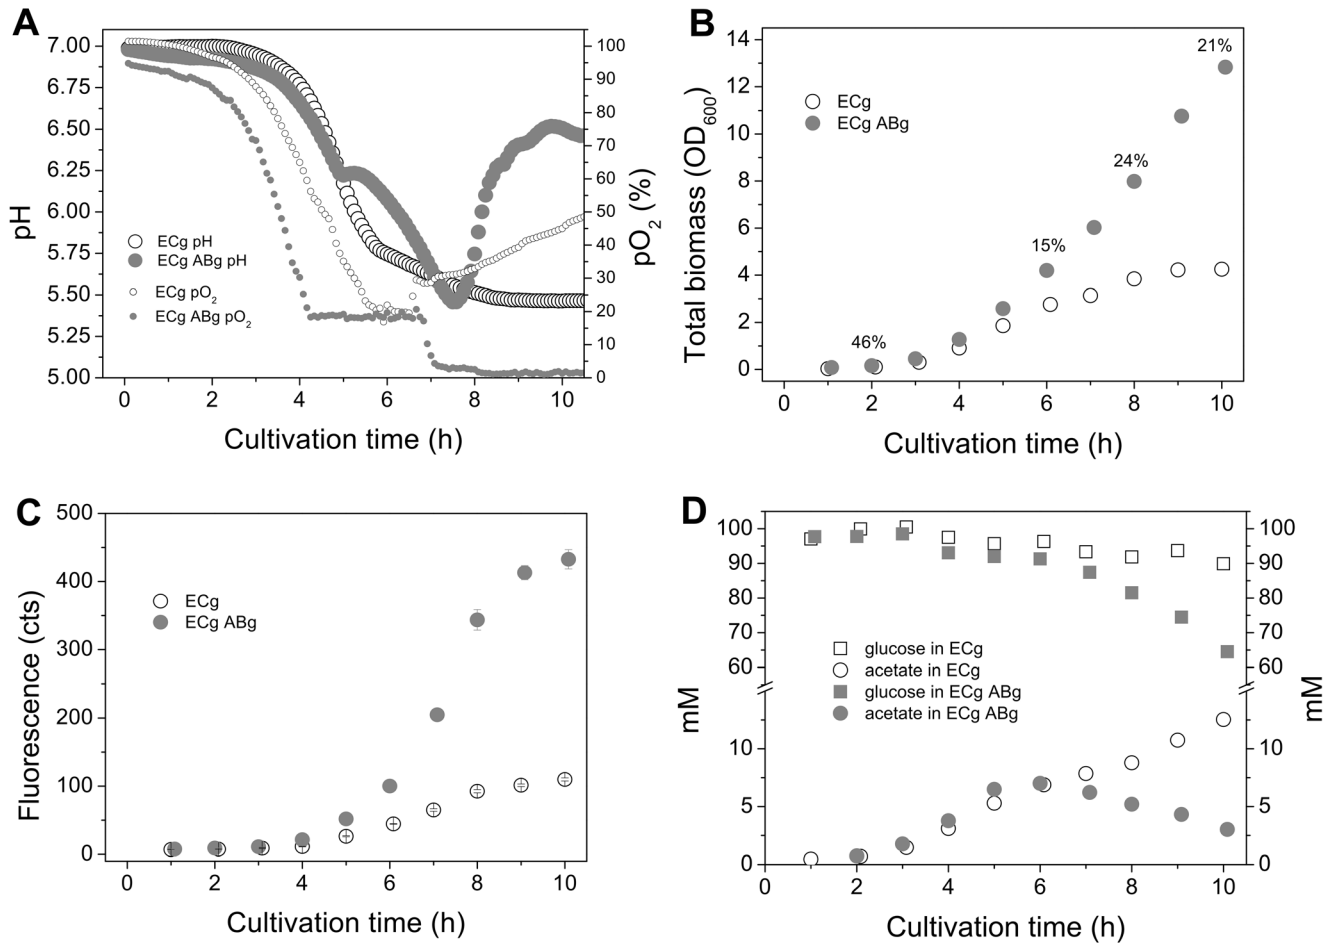 A
7.00
6.75
6.50
6.25
6.00
5.75
5.50
5.25
5.00
pH
100
90
80
70
60
50
40
30
20
10
0
pO2 (%)
ECg pH
ECg ABg pH
ECg pO2
ECg ABg pO2
0 2 4 6 8 10
Cultivation time (h)
B
14
12
10
8
6
4
2
0
Total biomass (OD600)
ECg
ECg ABg
46%
15%
24%
21%
0 2 4 6 8 10
Cultivation time (h)
C
500
400
300
200
100
0
Fluorescence (cts)
ECg
ECg ABg
0 2 4 6 8 10
Cultivation time (h)
D
100
90
80
70
60
10
5
0
mM
glucose in ECg
acetate in ECg
glucose in ECg ABg
acetate in ECg ABg
100
90
80
70
60
10
5
0
mM
0 2 4 6 8 10
Cultivation time (h)